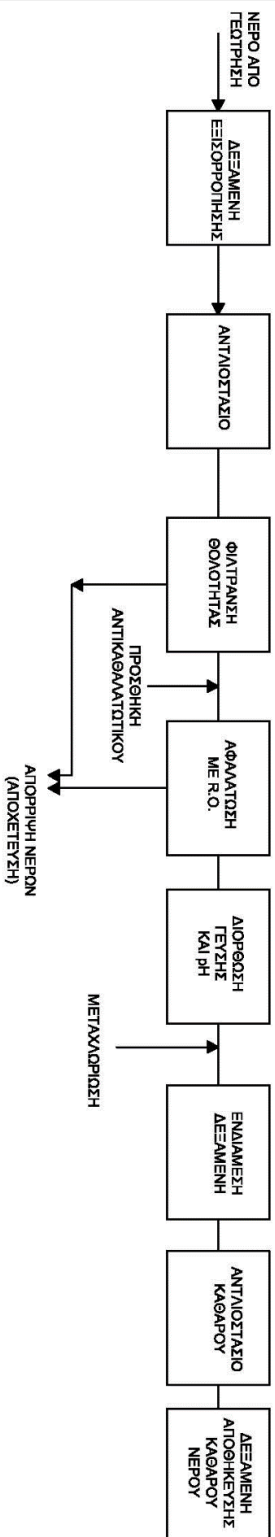 ΝΕΡΟ ΑΠΟ
ΓΕΩΤΡΗΣΗ
ΔΕΞΑΜΕΝΗ
ΕΞΙΣΟΡΡΟΠΗΣΗΣ
ΑΝΤΛΙΟΣΤΑΣΙΟ
ΦΙΛΤΡΑΝΣΗ
ΘΟΛΟΤΗΤΑΣ
ΠΡΟΣΘΗΚΗ
ΑΝΤΙΚΑΘΑΛΑΤΩΤΙΚΟΥ
ΑΦΑΛΑΤΩΣΗ
ΜΕ R.O.
ΑΠΟΡΡΙΨΗ ΝΕΡΩΝ
(ΑΠΟΧΕΤΕΥΣΗ)
ΔΙΟΡΘΩΣΗ
ΓΕΥΣΗΣ
ΚΑΙ pH
ΜΕΤΑΧΛΩΡΙΩΣΗ
ΕΝΔΙΑΜΕΣΗ
ΔΕΞΑΜΕΝΗ
ΑΝΤΛΙΟΣΤΑΣΙΟ
ΚΑΘΑΡΟΥ
ΔΕΞΑΜΕΝΗ
ΑΠΟΘΗΚΕΥΣΗΣ
ΚΑΘΑΡΟΥ
ΝΕΡΟΥ